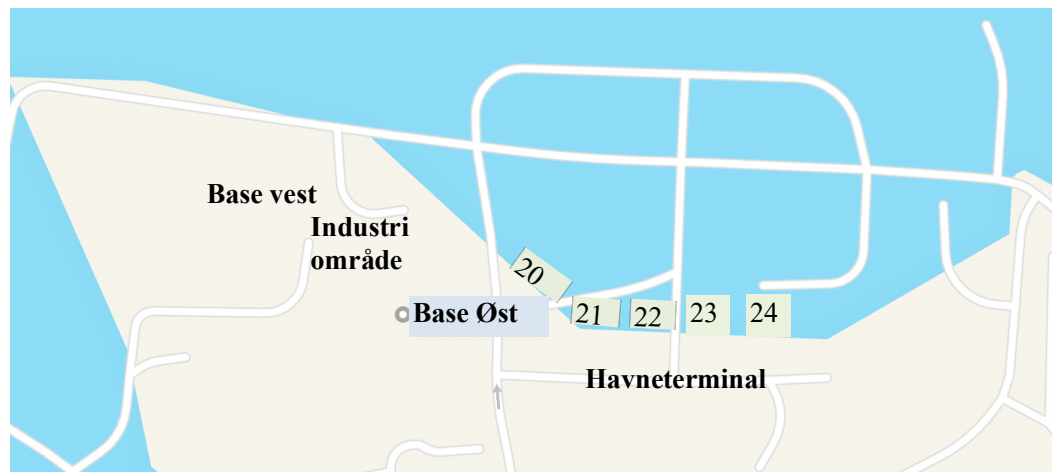 Base vest
Industri
område
20
Base Øst
21
22
23
24
Havneterminal